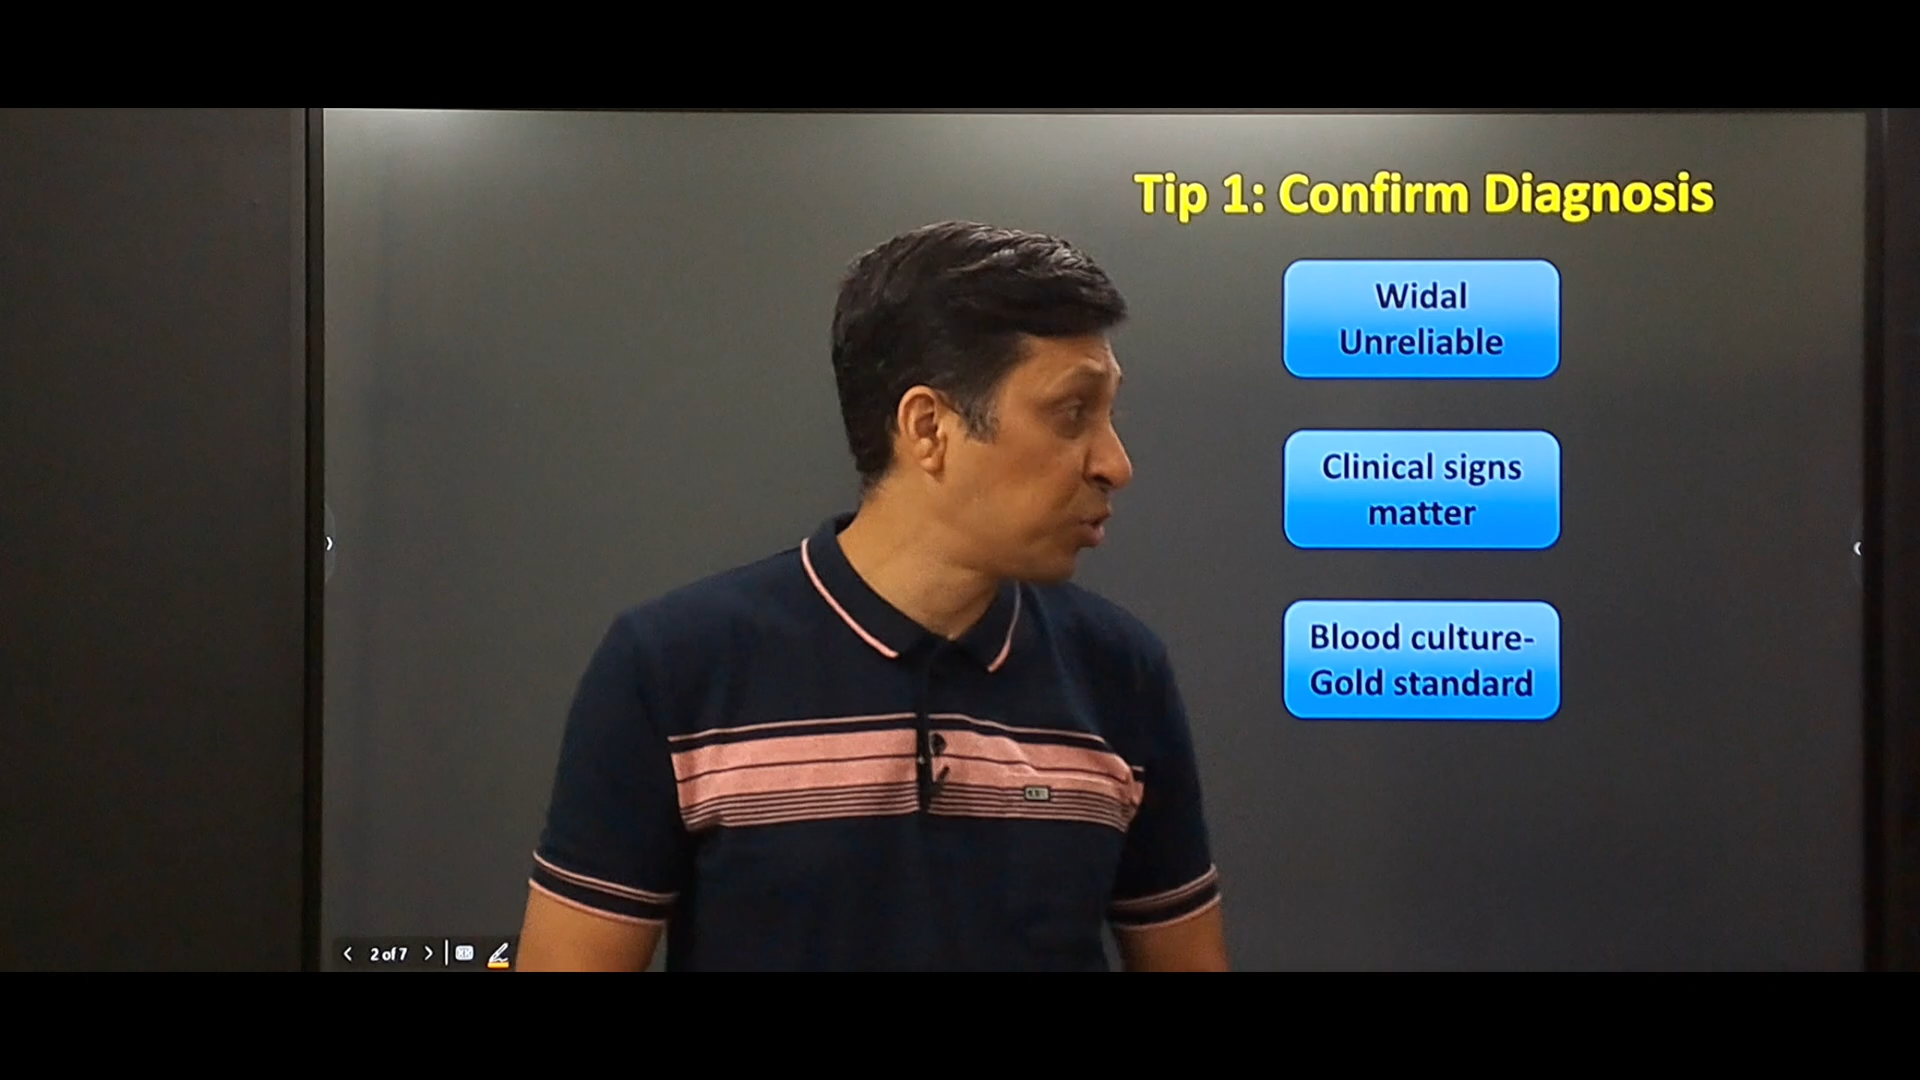 Tip 1: Confirm Diagnosis
Widal
Unreliable
Clinical signs
matter
Blood culture-
Gold standard
2 of 7